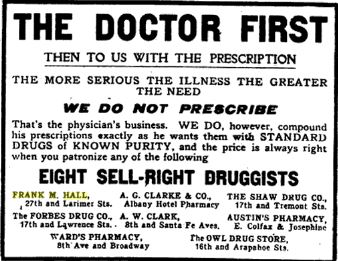 THE DOCTOR FIRST
THEN TO US WITH THE PRESCRIPTION
THE MORE SERIOUS THE ILLNESS THE GREATER
THE NEED
WE DO NOT PRESCRIBE
That's the physician's business. WE DO, however, compound
his prescriptions exactly as he wants them with STANDARD
DRUGS of KNOWN PURITY, and the price is always right
when you patronize any of the following
EIGHT SELL-RIGHT DRUGGISTS
FRANK M. HALL, A. G. CLARKE & CO., THE SHAW DRUG CO.,
27th and Larimer Sts. Albany Hotel Pharmacy 17th and Tremont Sts.
The FORBES DRUG CO., A. W. CLARK, AUSTIN'S PHARMACY,
17th and Lawrence Sts. 8th and Santa Fe Aves. E. Colfax & Josephine
WARD'S PHARMACY, The OWL DRUG STORE,
8th Ave and Broadway 16th and Arapahoe Sts.